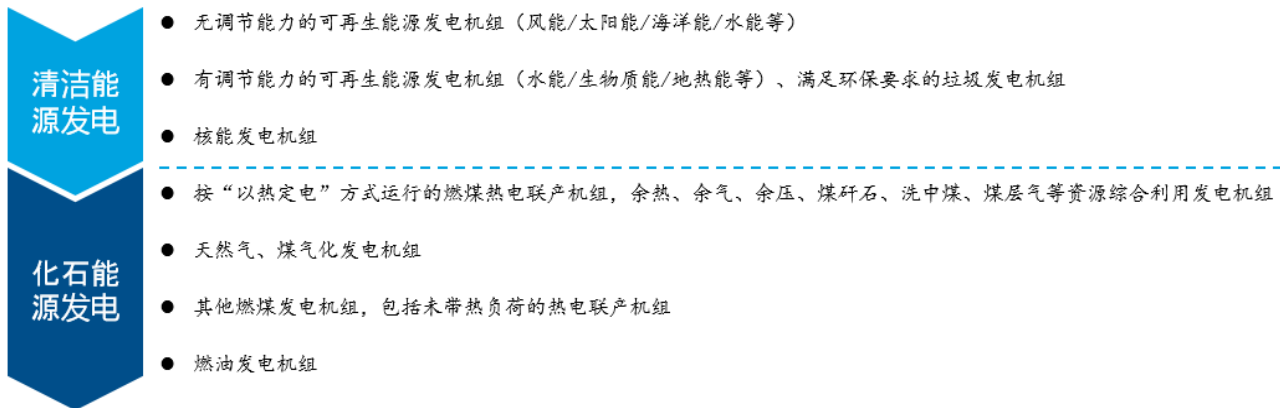 无调节能力的可再生能源发电机组（风能/太阳能/海洋能/水能等）
清洁能
源发电
有调节能力的可再生能源发电机组（水能/生物质能/地热能等）、满足环保要求的垃圾发电机组
核能发电机组
按“以热定电”方式运行的燃煤热电联产机组，余热、余气、余压、煤矸石、洗中煤、煤层气等资源综合利用发电机组
天然气、煤气化发电机组
化石能
源发电
其他燃煤发电机组，包括未带热负荷的热电联产机组
燃油发电机组